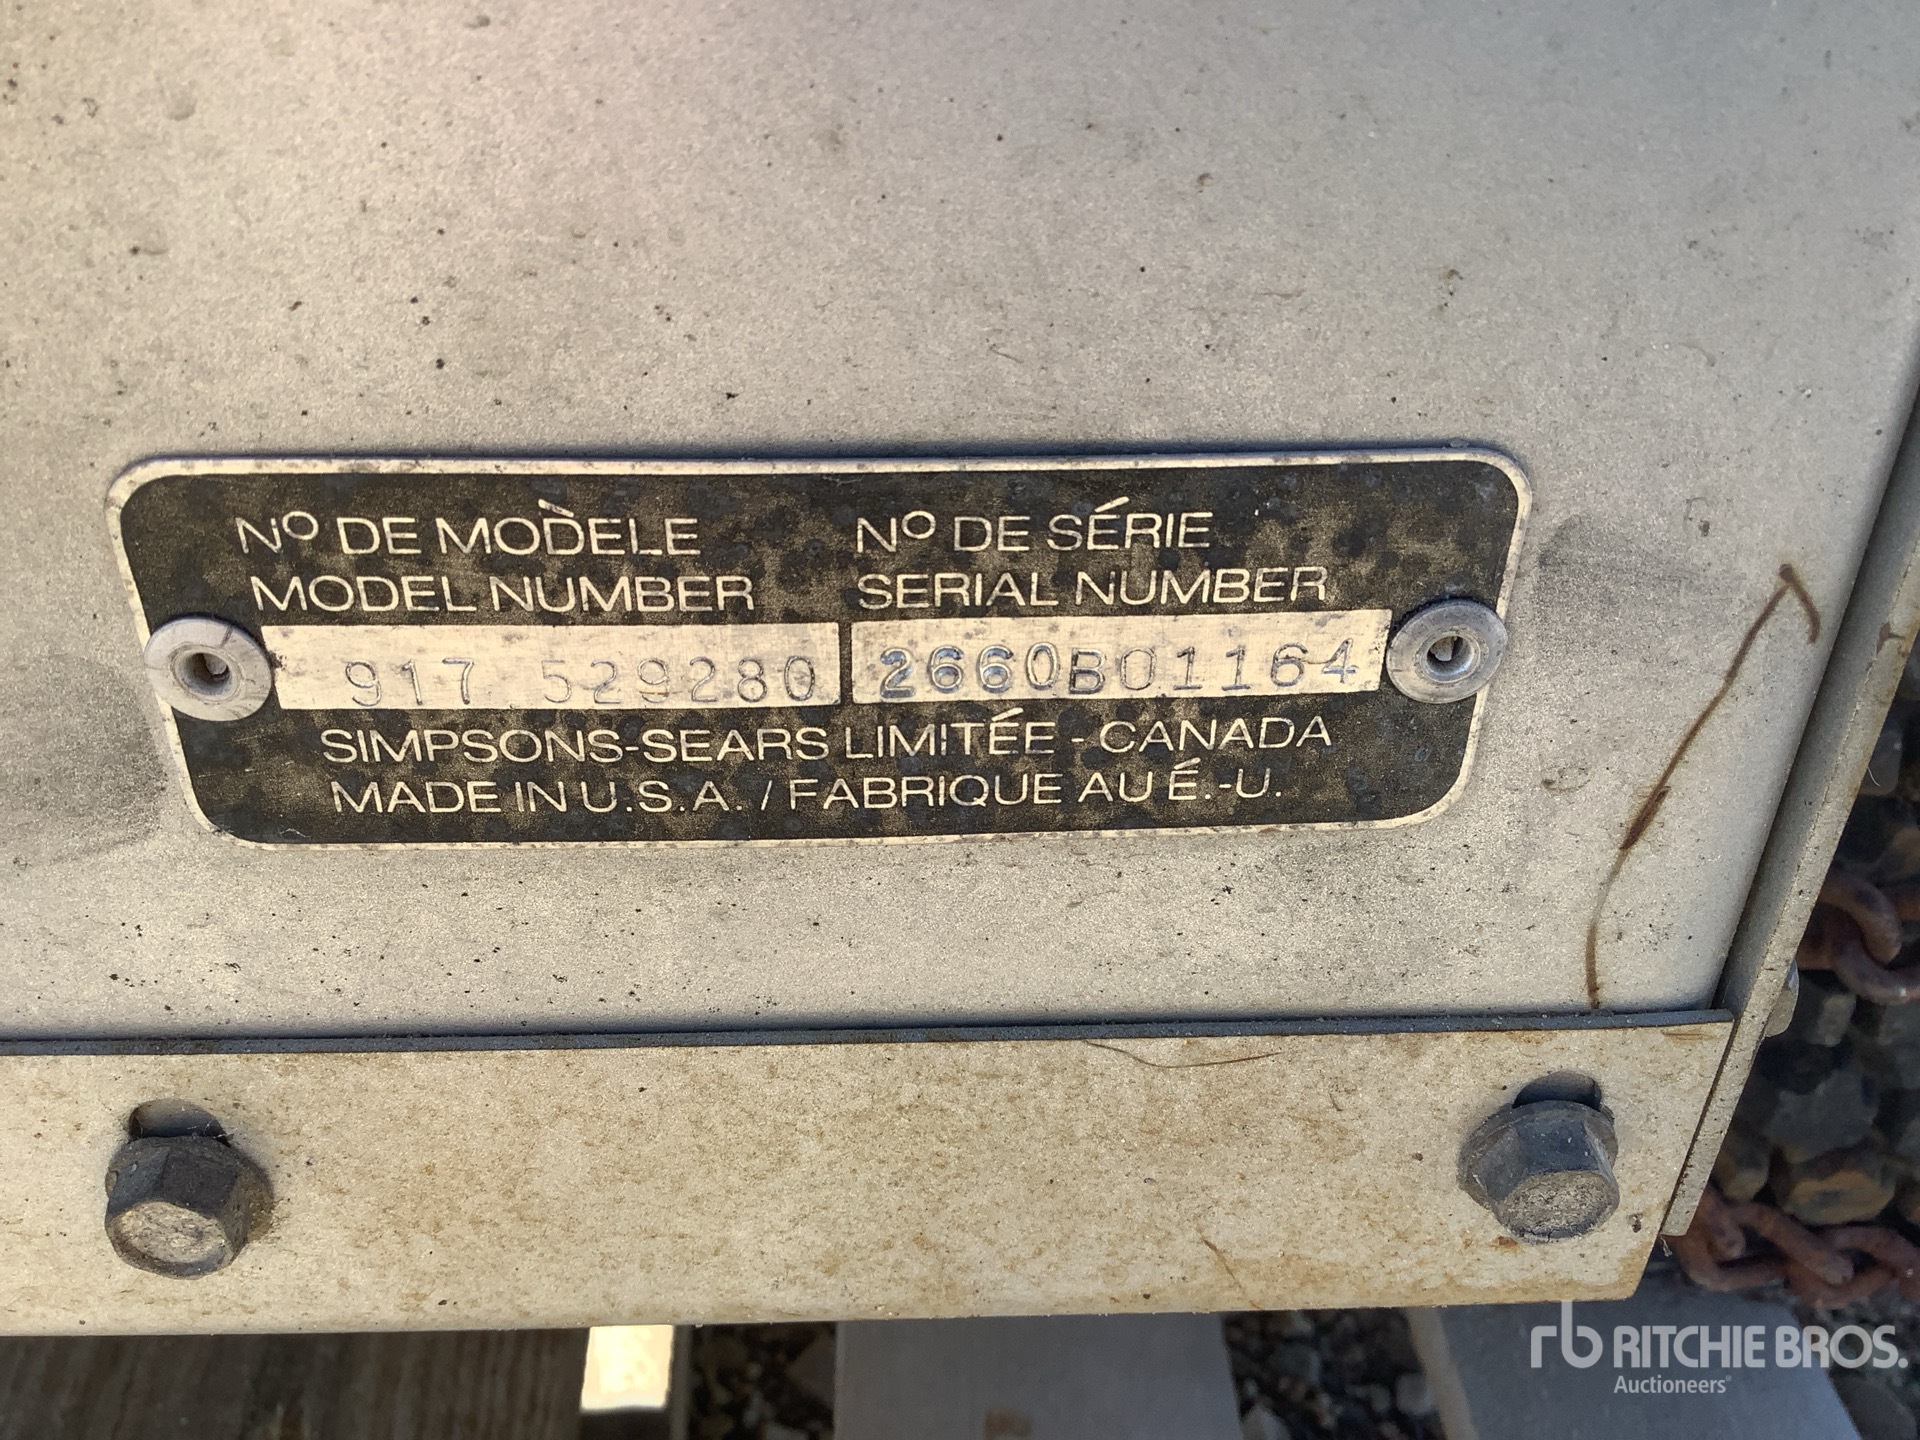 Nº DE MODÈLE Nº DE SÉRIE
MODEL NUMBER SERIAL NUMBER
917 529280 2660B01164
SIMPSONS-SEARS LIMITÉE - CANADA
MADE IN U.S.A. / FABRIQUE AU É.-U.
rb RITCHIE BROS.
Auctioneers